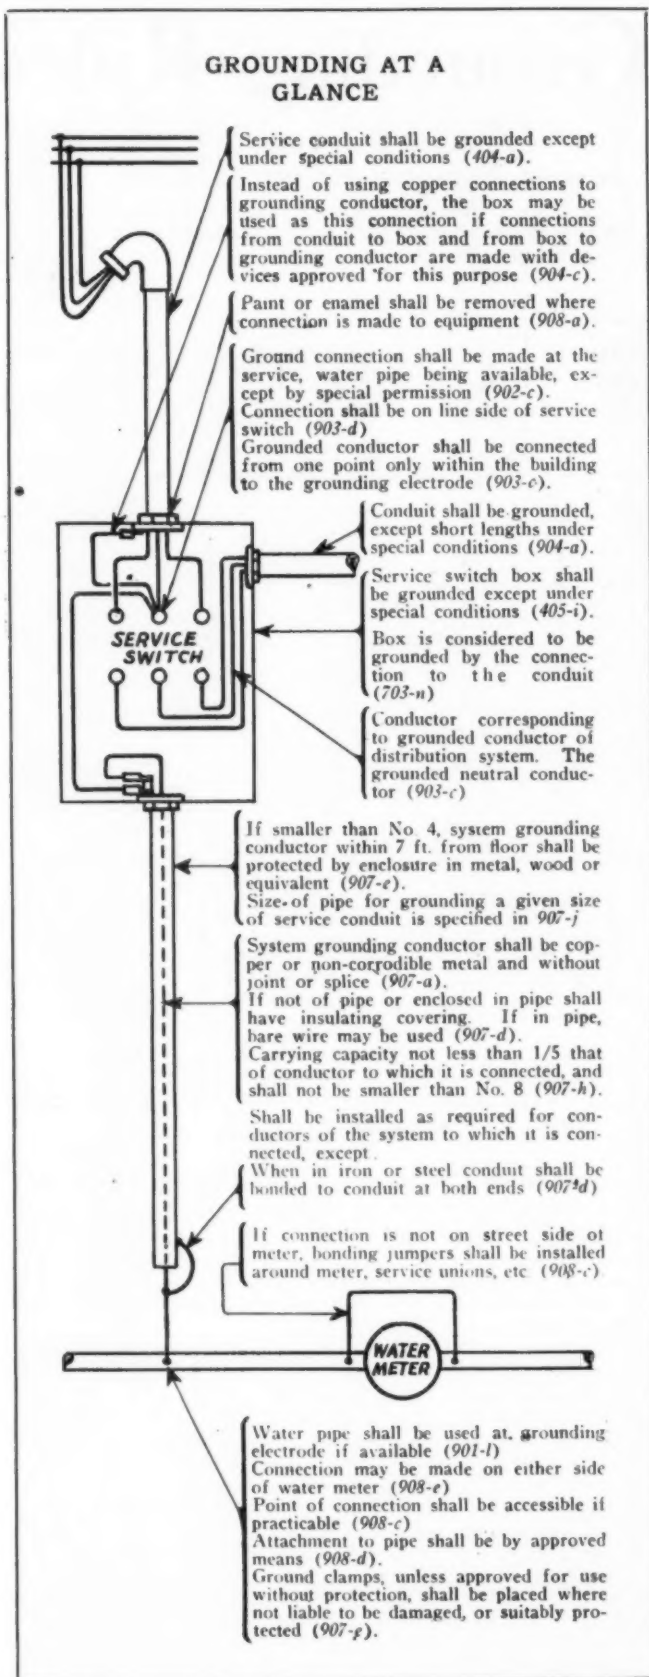 GROUNDING AT A
GLANCE
Service conduit shall be grounded except
under special conditions (404-a).
Instead of using copper connections to
grounding conductor, the box may be
used as this connection if connections
from conduit to box and from box to
grounding conductor are made with de-
vices approved for this purpose (904-c).
Paint or enamel shall be removed where
connection is made to equipment (908-a).
Ground connection shall be made at the
service, water pipe being available, ex-
cept by special permission (902-c).
Connection shall be on line side of service
switch (903-d)
Grounded conductor shall be connected
from one point only within the building
to the grounding electrode (903-c).
Conduit shall be grounded,
except short lengths under
special conditions (904-a).
Service switch box shall
be grounded except under
special conditions (405-i).
Box is considered to be
grounded by the connec-
tion to the conduit
(703-n)
SERVICE
SWITCH
Conductor corresponding
to grounded conductor of
distribution system. The
grounded neutral conduc-
tor (903-c)
If smaller than No. 4, system grounding
conductor within 7 ft. from floor shall be
protected by enclosure in metal, wood or
equivalent (907-e).
Size of pipe for grounding a given size
of service conduit is specified in 907-j
System grounding conductor shall be cop-
per or non-corrodible metal and without
joint or splice (907-a).
If not of pipe or enclosed in pipe shall
have insulating covering. If in pipe,
bare wire may be used (907-d).
Carrying capacity not less than 1/5 that
of conductor to which it is connected, and
shall not be smaller than No. 8 (907-h).
Shall be installed as required for con-
ductors of the system to which it is con-
nected, except.
When in iron or steel conduit shall be
bonded to conduit at both ends (907-d)
If connection is not on street side of
meter, bonding jumpers shall be installed
around meter, service unions, etc (908-c)
WATER
METER
Water pipe shall be used at. grounding
electrode if available (901-l)
Connection may be made on either side
of water meter (908-e)
Point of connection shall be accessible if
practicable (908-c)
Attachment to pipe shall be by approved
means (908-d).
Ground clamps, unless approved for use
without protection, shall be placed where
not liable to be damaged, or suitably pro-
tected (907-g).